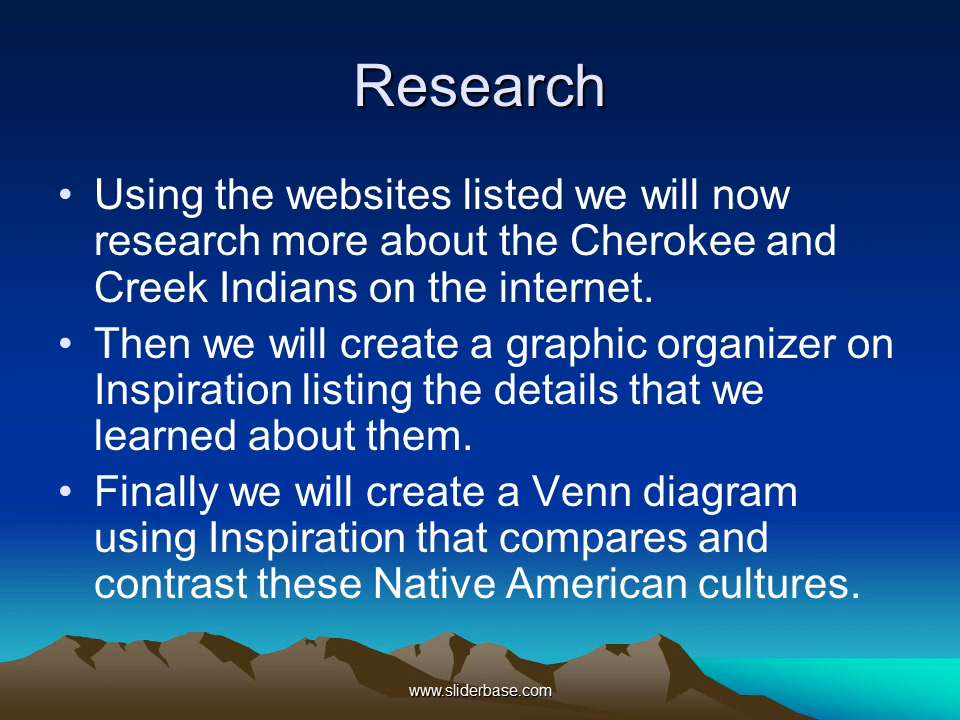 Research
• Using the websites listed we will now
research more about the Cherokee and
Creek Indians on the internet.
• Then we will create a graphic organizer on
Inspiration listing the details that we
learned about them.
• Finally we will create a Venn diagram
using Inspiration that compares and
contrast these Native American cultures.
www.sliderbase.com